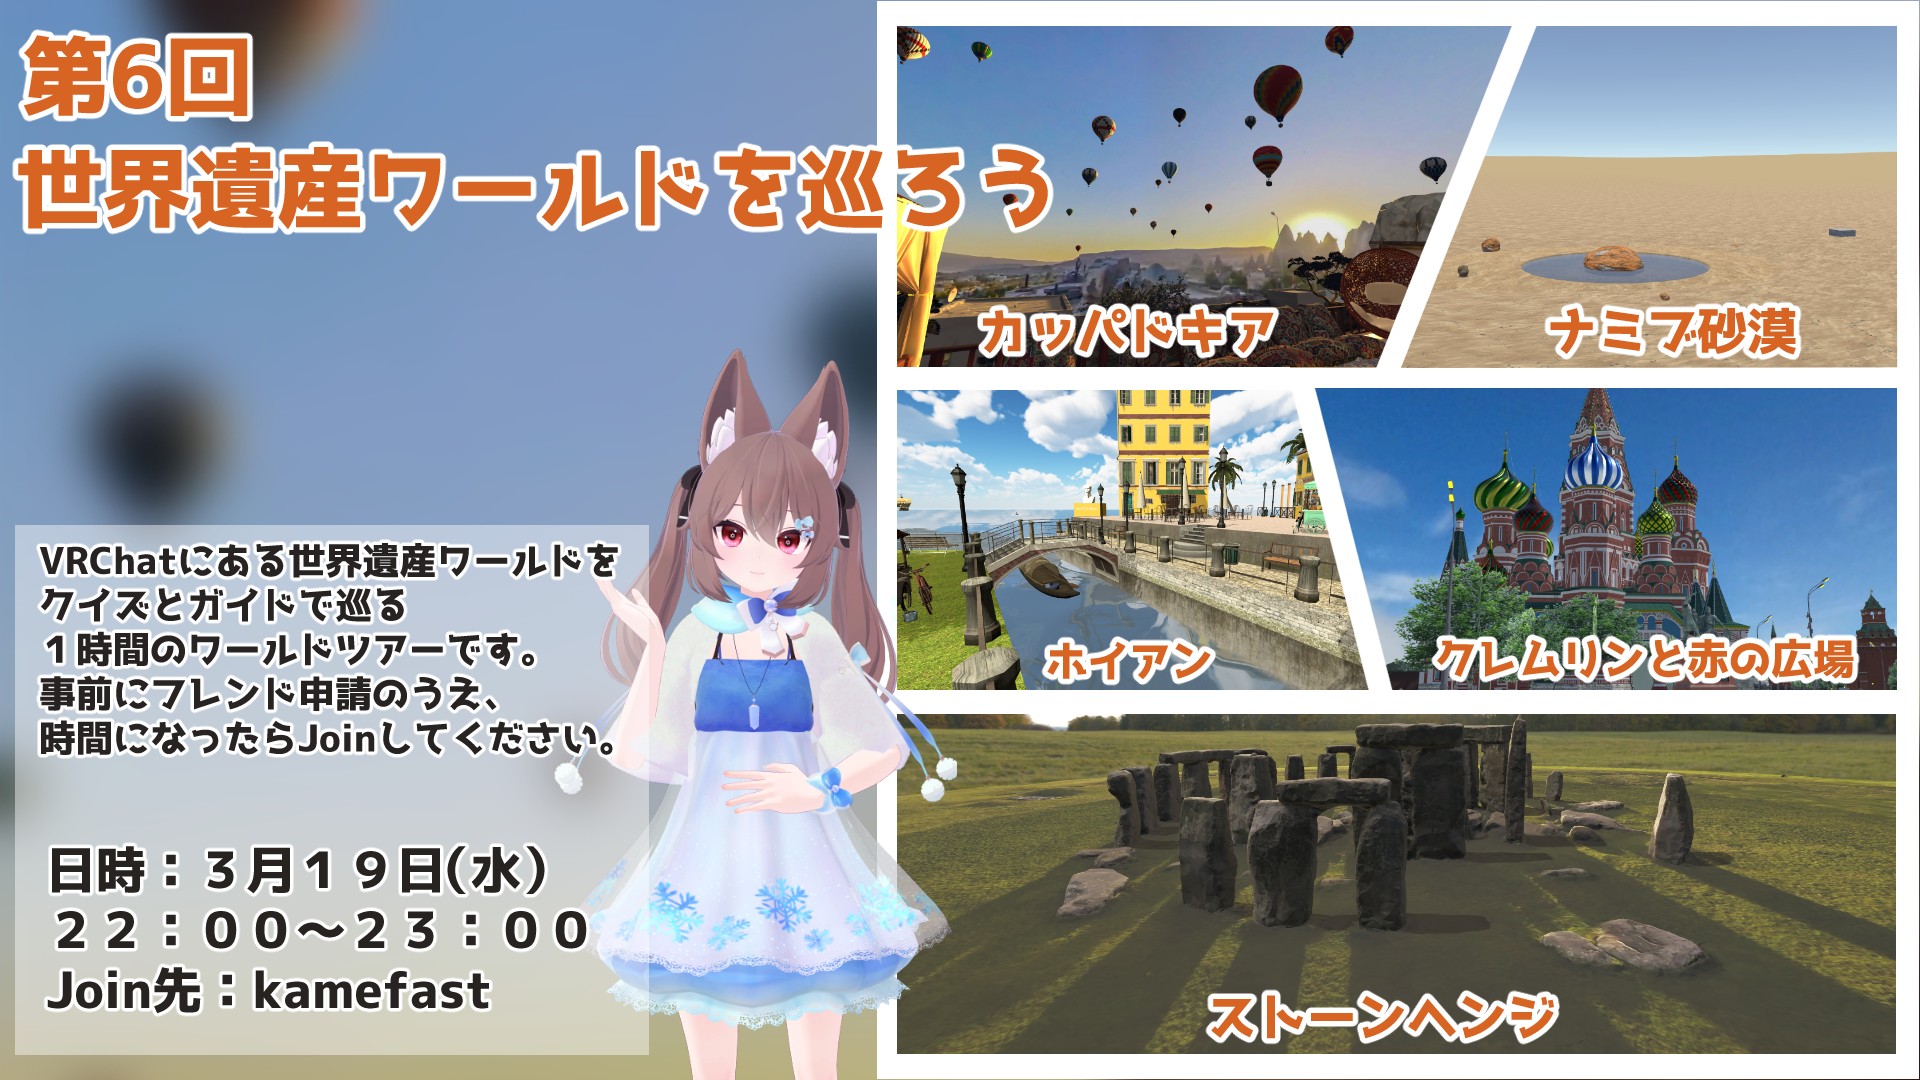 第6回
世界遺産ワールドを巡ろう
VRChatにある世界遺産ワールドを
クイズとガイドで巡る
１時間のワールドツアーです。
事前にフレンド申請のうえ、
時間になったらJoinしてください。
日時：３月１９日(水)
２２：００～２３：００
Join先：kamefast
カッパドキア
ナミブ砂漠
ホイアン
クレムリンと赤の広場
ストーンヘンジ